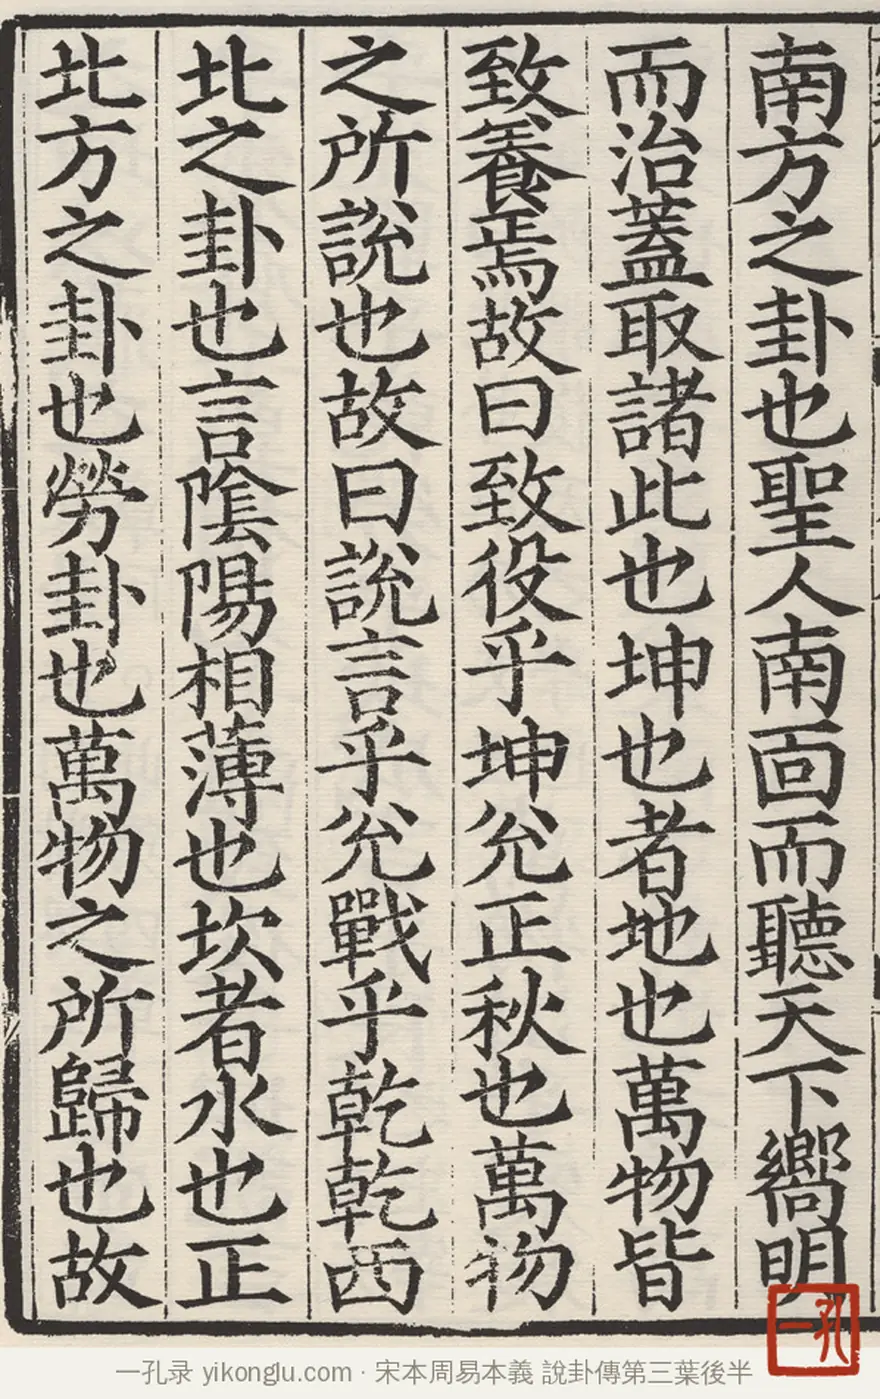 南方之卦也聖人南靣而聽天下嚮明
而治蓋取諸此也坤也者地也萬物皆
致養焉故曰致役乎坤兊正秋也萬物
之所說也故曰說言乎兊戰乎乾乾西
北之卦也言陰陽相薄也坎者水也正
北方之卦也勞卦也萬物之所歸也故
一孔
一孔录 yikonglu.com · 宋本周易本義 說卦傳第三葉後半